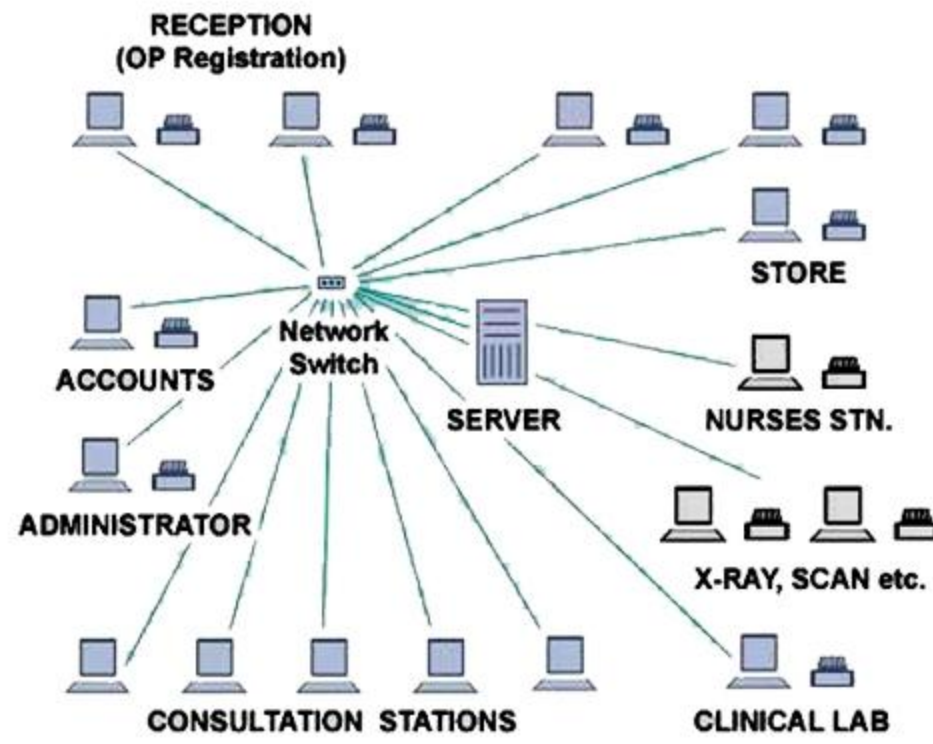 RECEPTION
(OP Registration)
STORE
Network
Switch
ACCOUNTS
SERVER
NURSES STN.
ADMINISTRATOR
X-RAY, SCAN etc.
CONSULTATION STATIONS
CLINICAL LAB